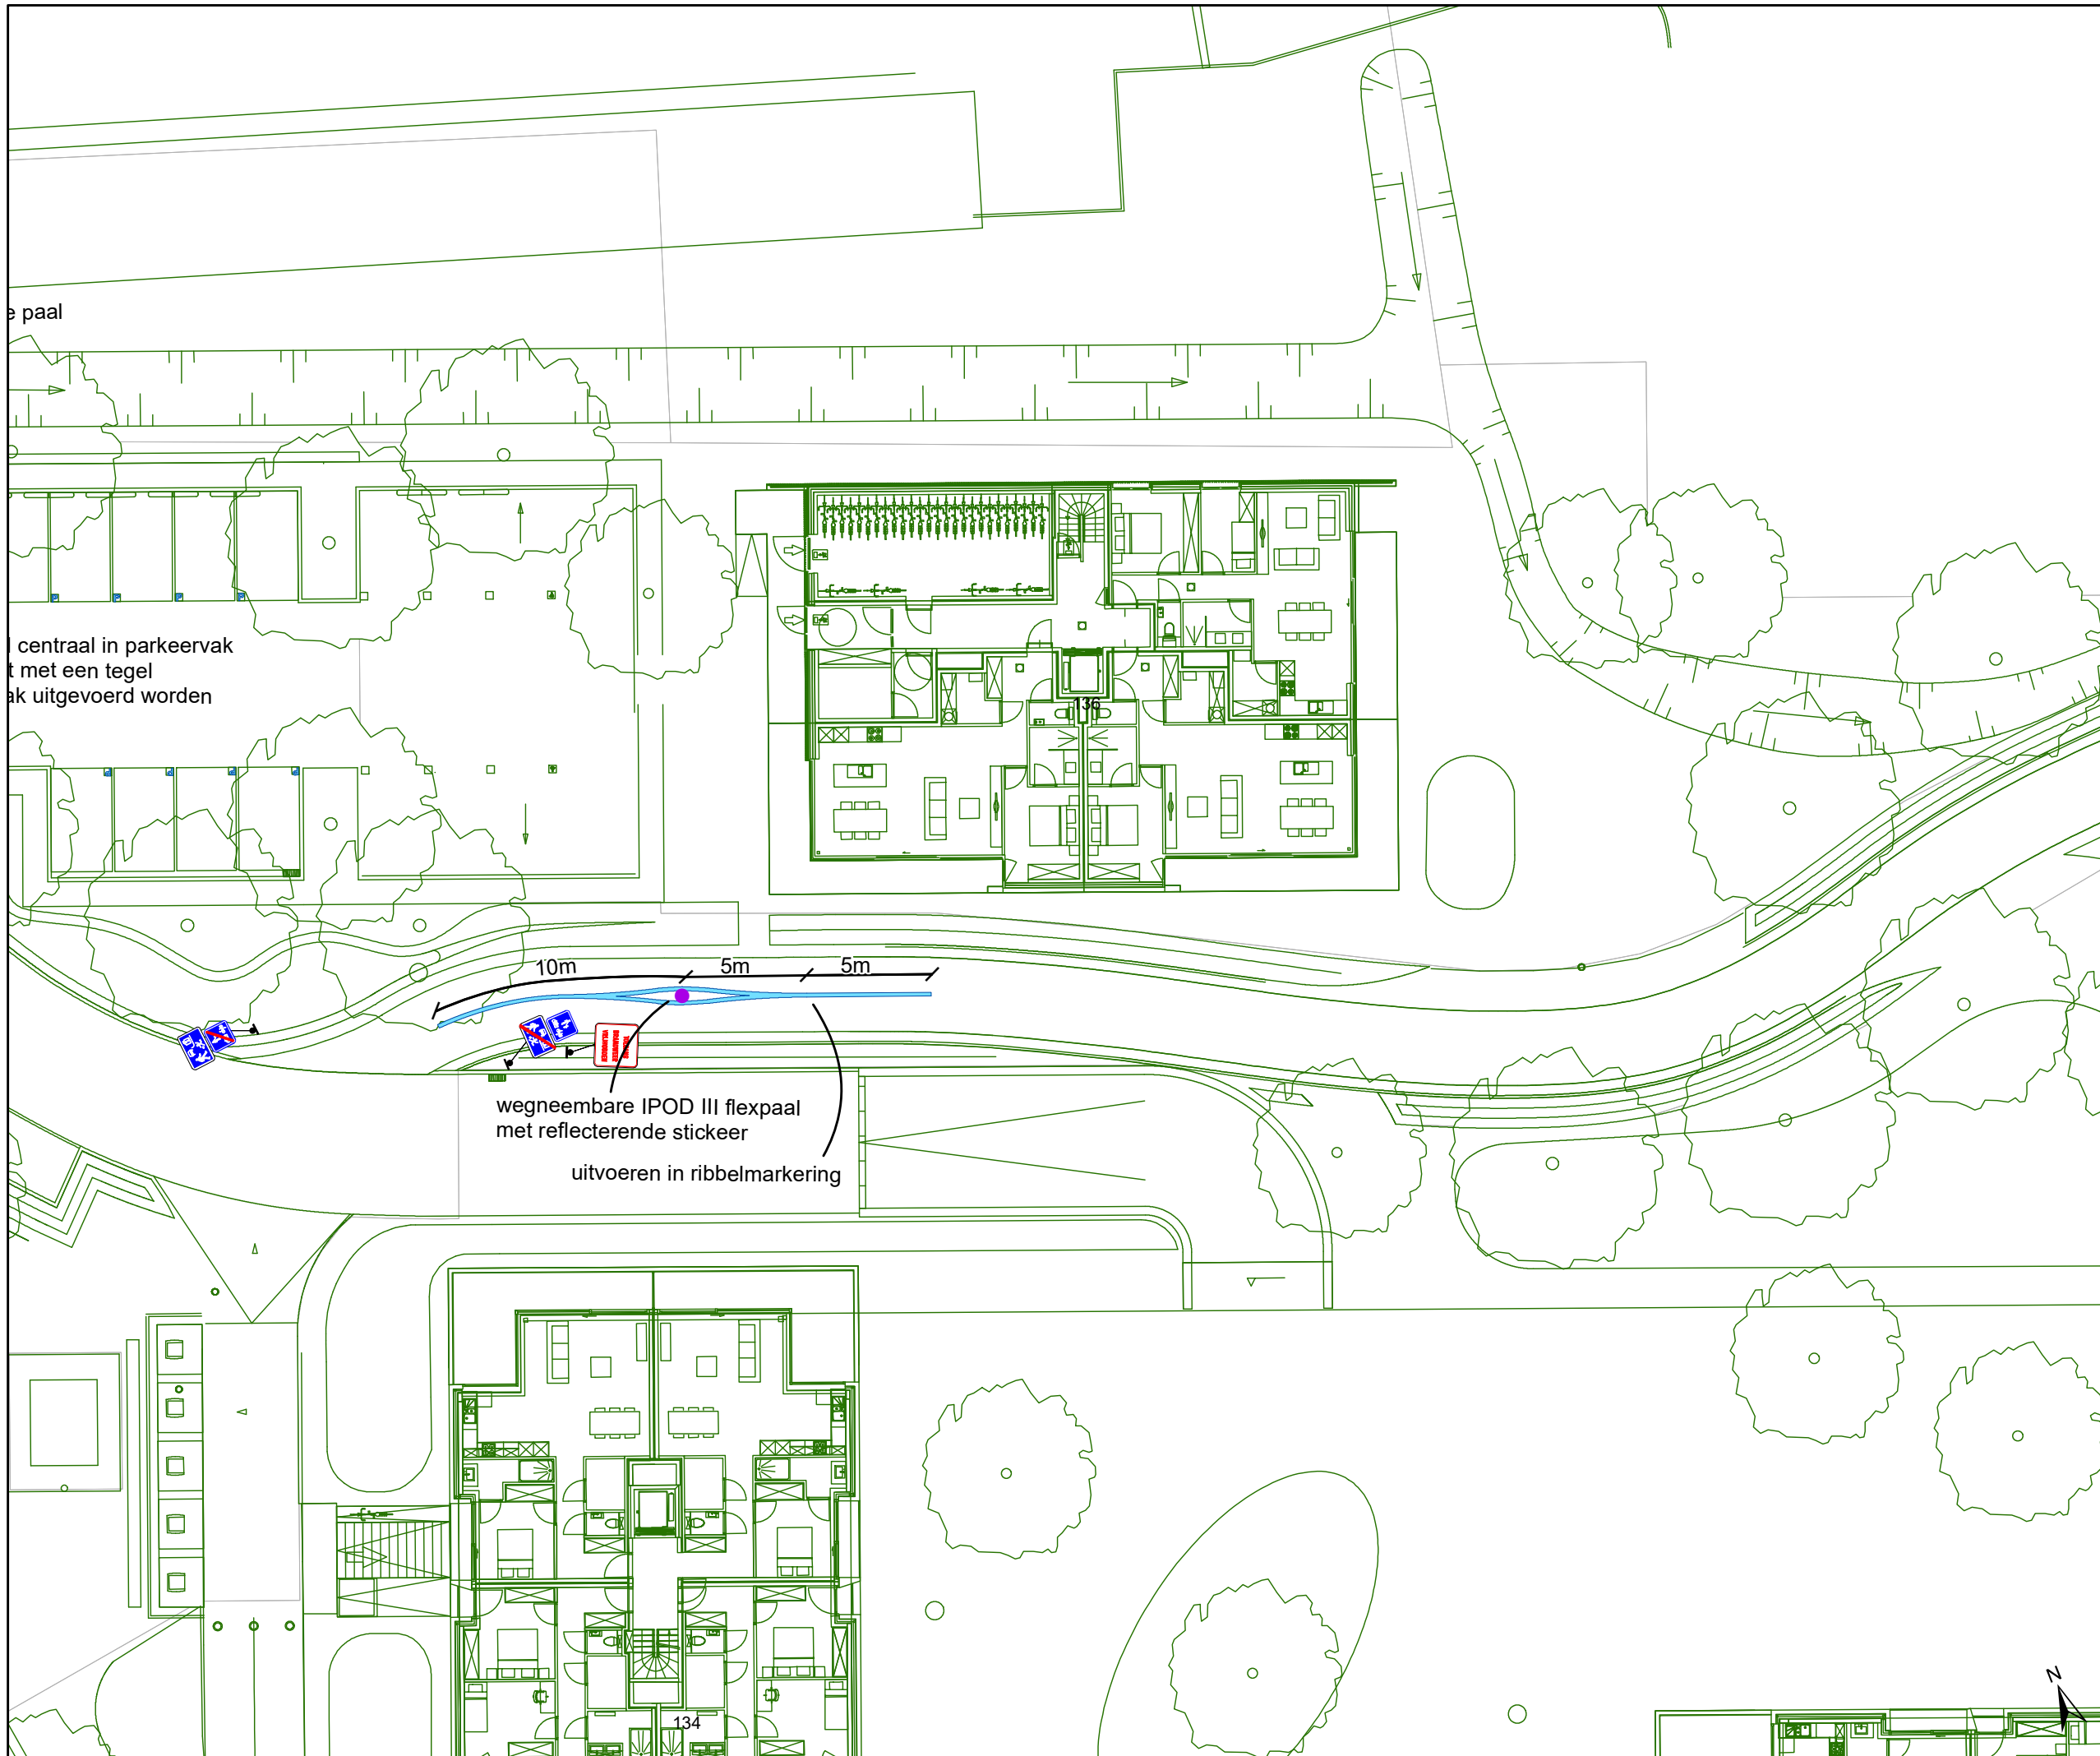 e paal
l centraal in parkeervak
t met een tegel
ak uitgevoerd worden
136
10m
5m
5m
wegneembare IPOD III flexpaal
met reflecterende stickeer
uitvoeren in ribbelmarkering
134
N